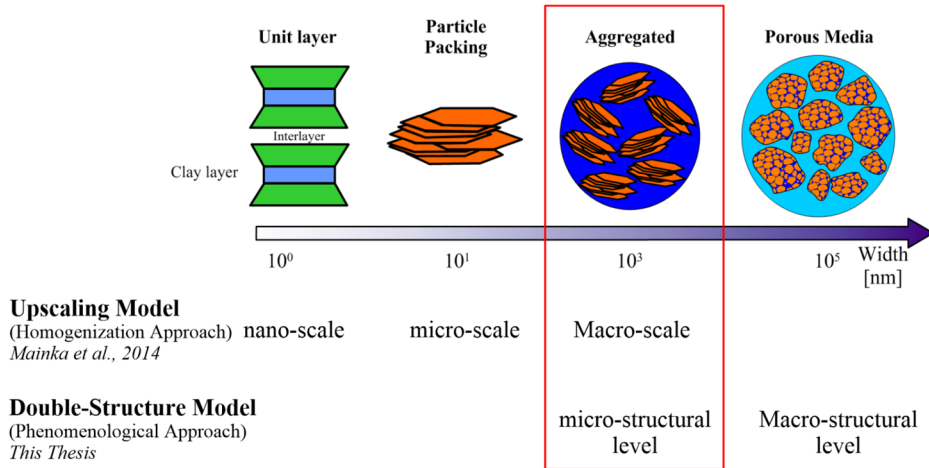 Unit layer
Particle
Packing
Aggregated
Porous Media
Interlayer
Clay layer
10⁰
10¹
10³
10⁵
Width
[nm]
Upscaling Model
(Homogenization Approach)
Mainka et al., 2014
nano-scale
micro-scale
Macro-scale
Double-Structure Model
(Phenomenological Approach)
This Thesis
micro-structural
level
Macro-structural
level